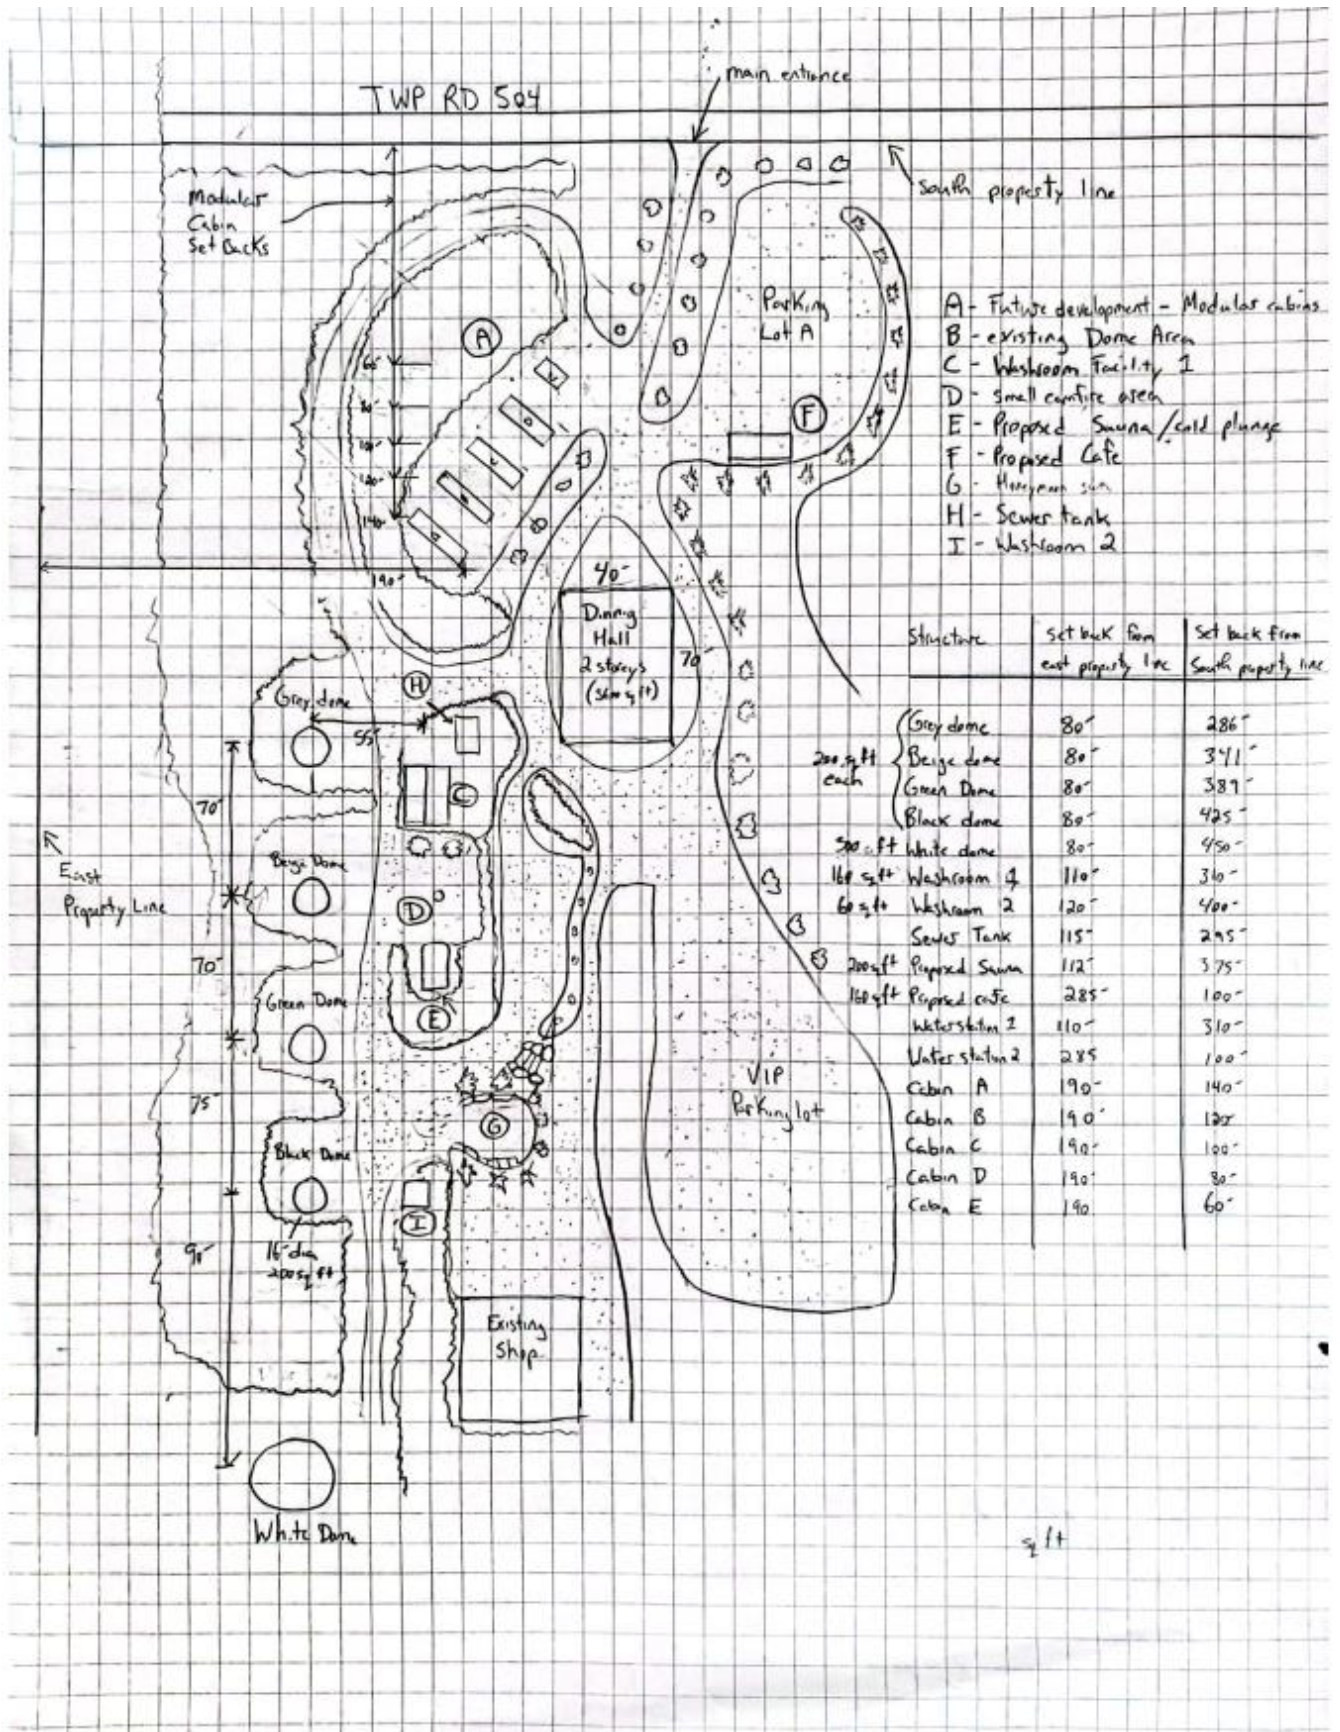 main entrance
TWP RD 504
South property line
Modular
Cabin
Set Backs
A
Parking
Lot A
F
60'
80'
100'
120'
140'
190'
A - Future development - Modular cabins
B - existing Dome Area
C - Washroom Facility 1
D - small campfire area
E - Proposed Sauna/cold plunge
F - Proposed Cafe
G - Honeymoon
H - Sewer tank
I - Washroom 2
40'
Dinning
Hall
2 storeys
70'
H
Grey dome
55'
C
70'
East
Property Line
Beige Dome
D
70'
Green Dome
E
75'
G
Black Dome
I
90'
16' dia
200 sq ft
Existing
Shop
White Dome
VIP
Parking lot
Structure
Set back from
east property line
Set back from
South property line
200 sq ft
each
Grey dome 80' 286'
Beige dome 80' 341'
Green Dome 80' 389'
Black dome 80' 425'
White dome 80' 450'
160 sq ft Washroom 1 110' 310'
60 sq ft Washroom 2 120' 400'
Sewer Tank 115' 295'
200 sq ft Proposed Sauna 112' 375'
160 sq ft Proposed cafe 285' 100'
Water station 1 110' 310'
Water station 2 285 100'
Cabin A 190' 140'
Cabin B 190' 120'
Cabin C 190' 100'
Cabin D 190' 80'
Cabin E 190 60'
sq ft